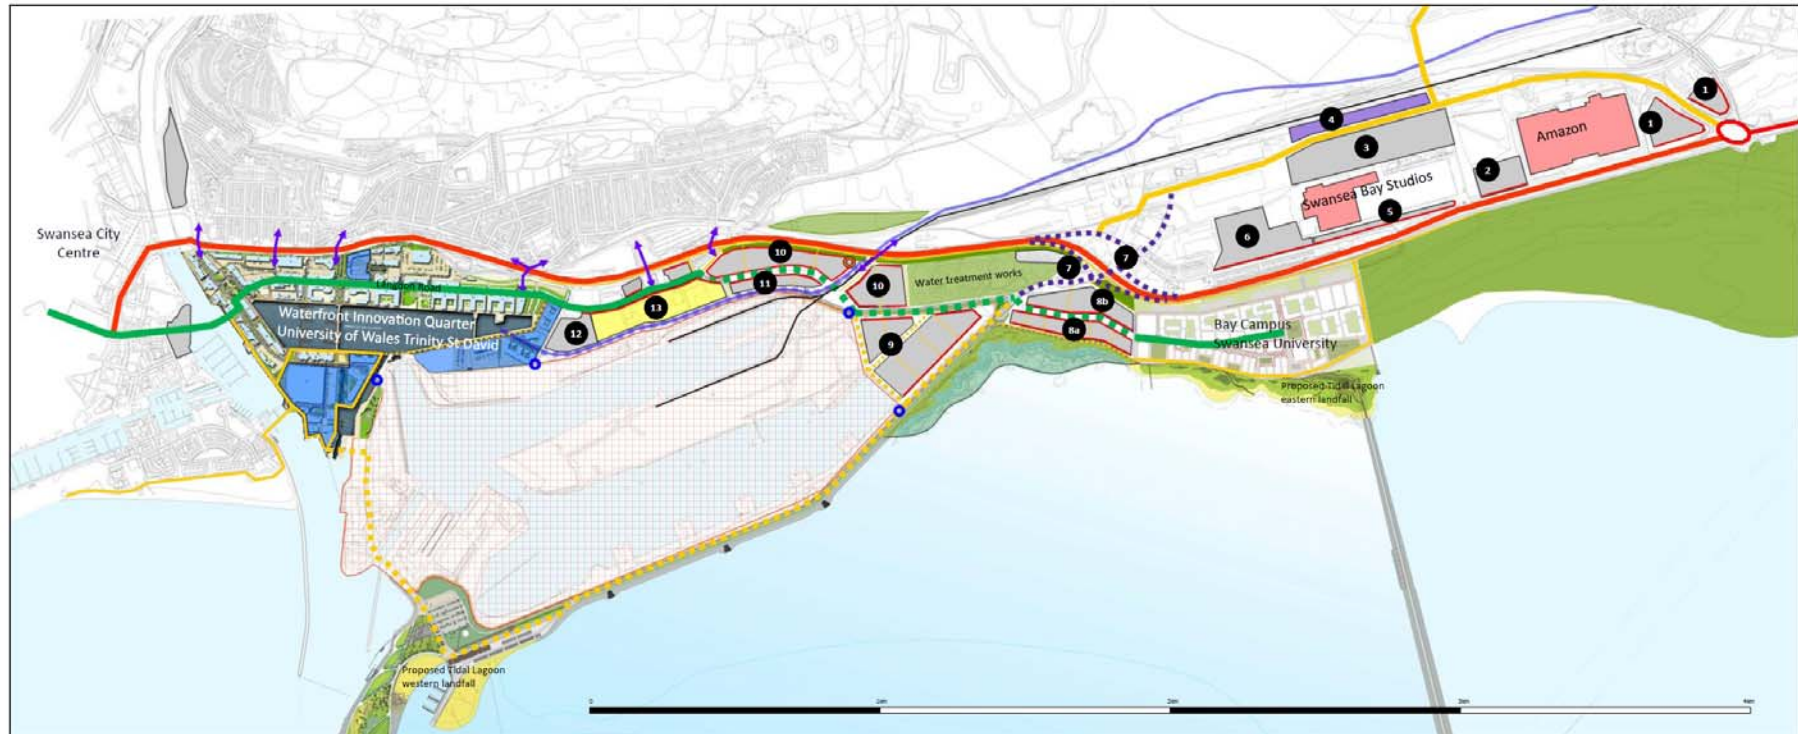 1
4
1
Amazon
3
2
Swansea Bay Studios
5
Swansea City
Centre
6
10
7
7
Water treatment works
11
10
Langdon Road
8b
13
Waterfront Innovation Quarter
University of Wales Trinity St David
12
8a
Bay Campus
Swansea University
9
Proposed Tidal Lagoon
eastern landfall
Proposed Tidal Lagoon
western landfall
0